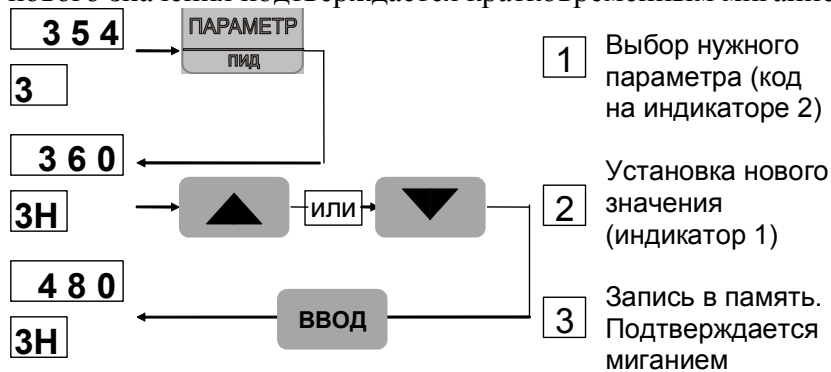 нового значения подтверждается кратковременным мигание
3 5 4
ПАРАМЕТР
ПИД
3
1
Выбор нужного
параметра (код
на индикаторе 2)
3 6 0
3Н
ИЛИ
2
Установка нового
значения
(индикатор 1)
4 8 0
3Н
ВВОД
3
Запись в память.
Подтверждается
миганием